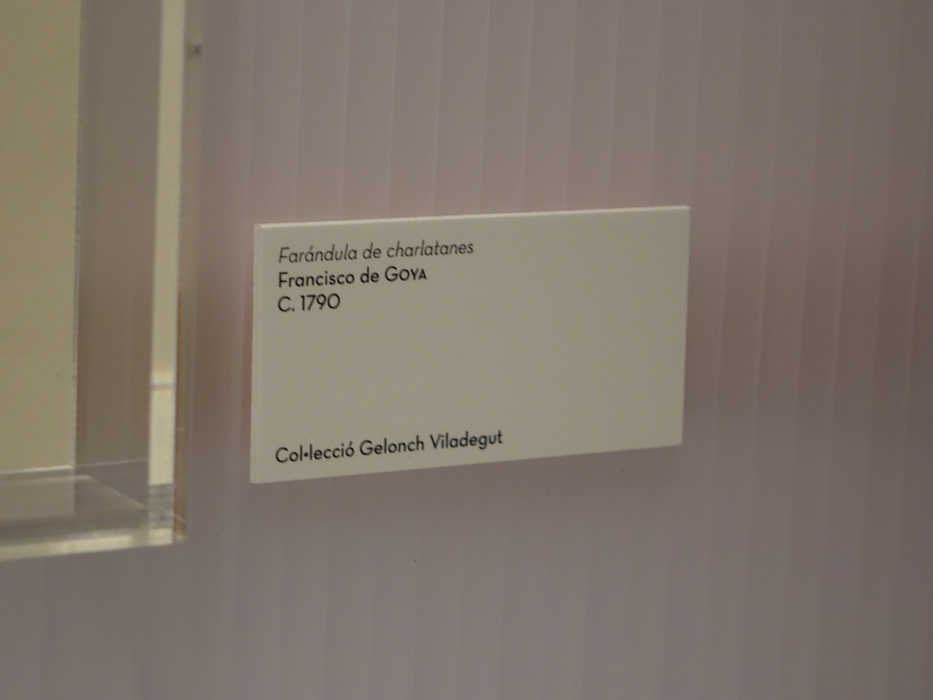 Farándula de charlatanes
Francisco de GOYA
C. 1790
Col·lecció Gelonch Viladegut